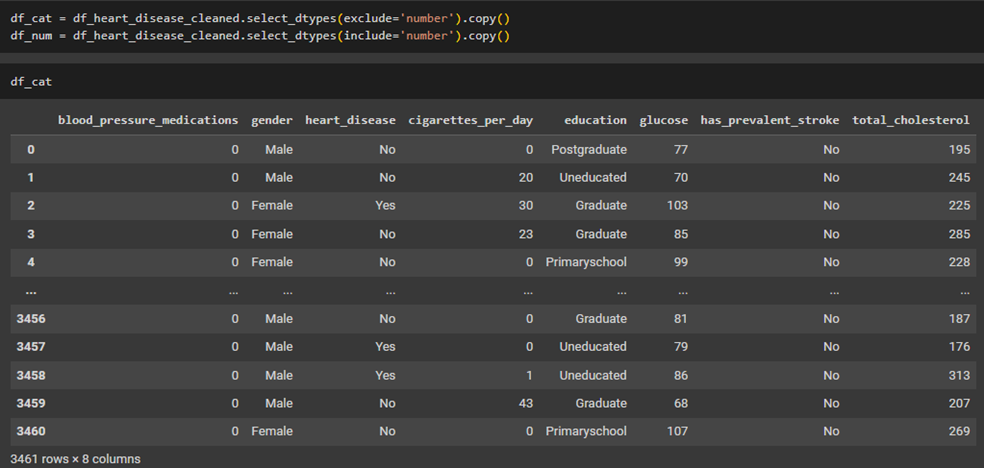 df_cat = df_heart_disease_cleaned.select_dtypes(exclude='number').copy()
df_num = df_heart_disease_cleaned.select_dtypes(include='number').copy()
df_cat
blood_pressure_medications gender heart_disease cigarettes_per_day education glucose has_prevalent_stroke total_cholesterol
0 0 Male No 0 Postgraduate 77 No 195
1 0 Male No 20 Uneducated 70 No 245
2 0 Female Yes 30 Graduate 103 No 225
3 0 Female No 23 Graduate 85 No 285
4 0 Female No 0 Primaryschool 99 No 228
... ... ... ... ... ... ... ... ...
3456 0 Male No 0 Graduate 81 No 187
3457 0 Male Yes 0 Uneducated 79 No 176
3458 0 Male Yes 1 Uneducated 86 No 313
3459 0 Male No 43 Graduate 68 No 207
3460 0 Female No 0 Primaryschool 107 No 269
3461 rows × 8 columns